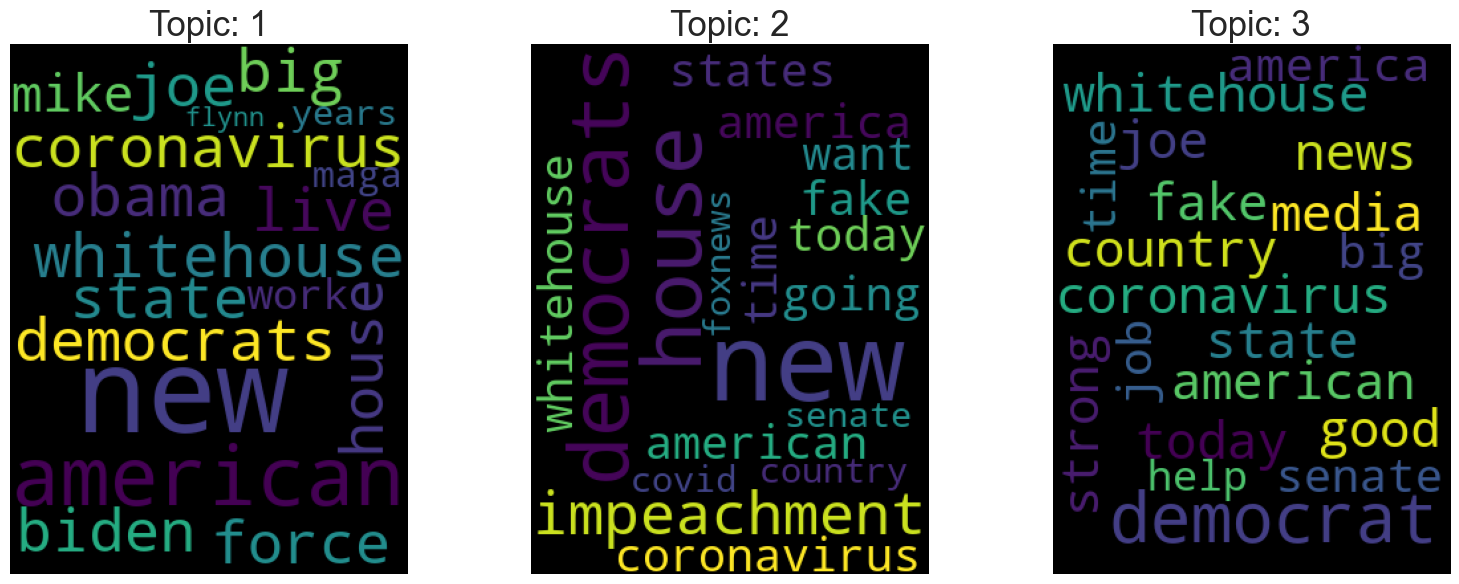 Topic: 1
big
joe
mike
flynn
years
coronavirus
maga
obama
live
whitehouse
state
work
house
democrats
new
american
biden
force
Topic: 2
states
democrats
america
house
want
whitehouse
fake
foxnews
time
today
going
new
senate
american
covid
country
impeachment
coronavirus
Topic: 3
america
whitehouse
time
joe
news
fake
media
country
big
coronavirus
strong
job
state
american
today
good
help
senate
democrat